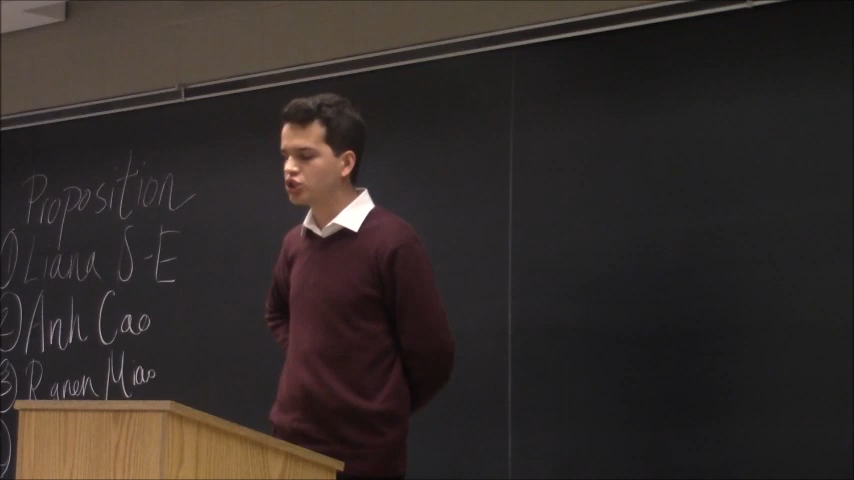 Proposition
① Liana S-E
② Anh Cao
③ Ranen Miao